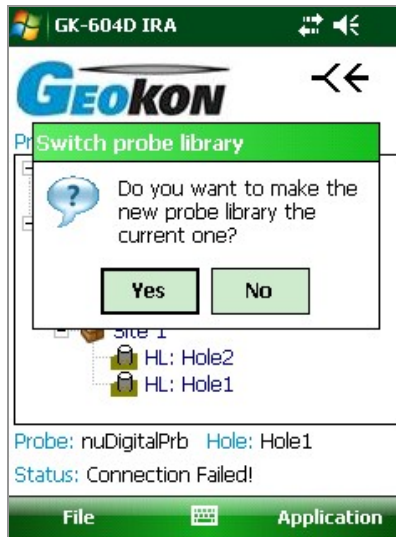 GK-604D IRA
GEOKON
Pr
Switch probe library
Do you want to make the
new probe library the
current one?
Yes No
Site 1
HL: Hole2
HL: Hole1
Probe: nuDigitalPrb Hole: Hole1
Status: Connection Failed!
File Application